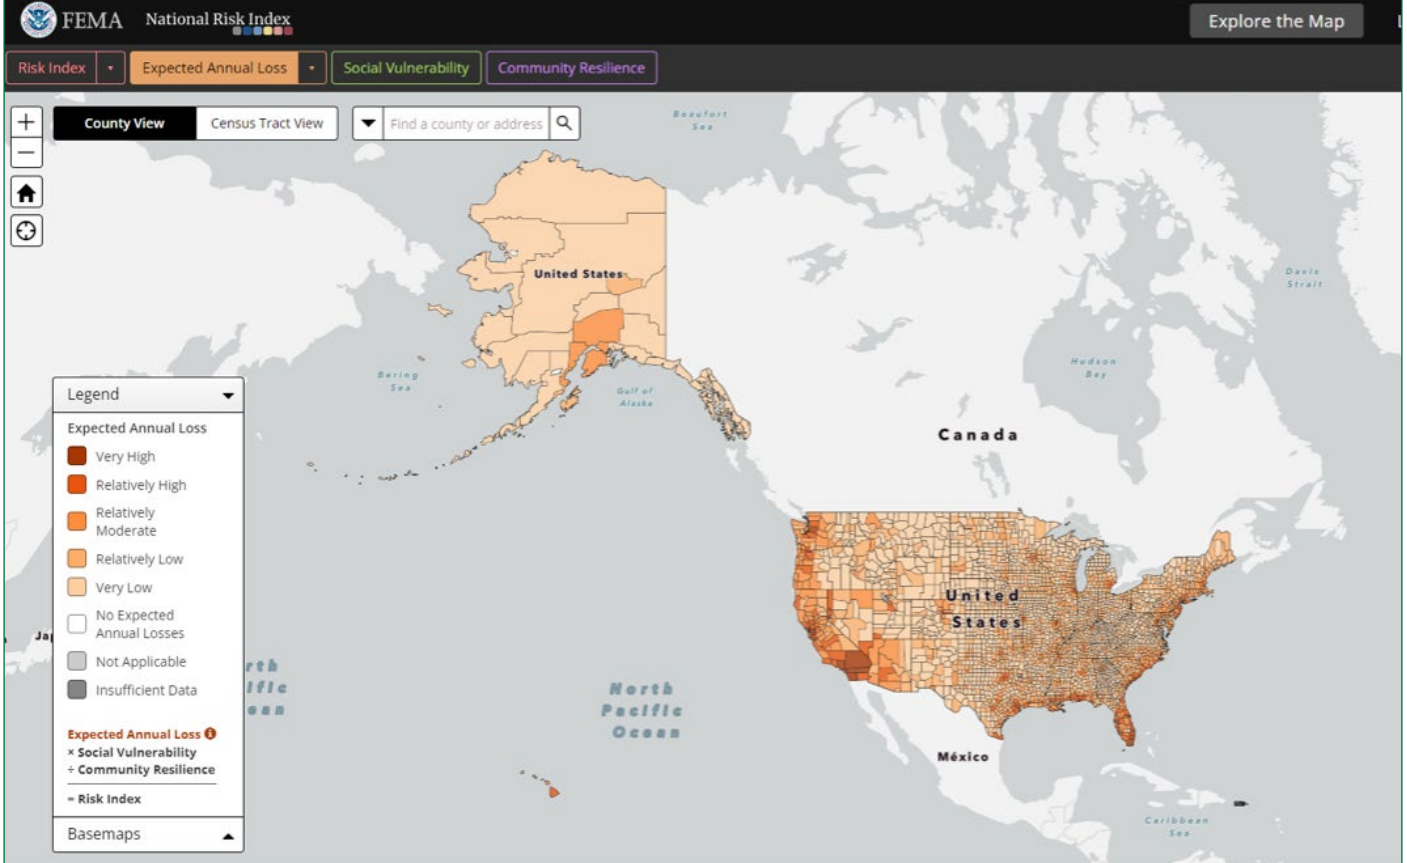 FEMA National Risk Index
Explore the Map
Risk Index
Expected Annual Loss
Social Vulnerability
Community Resilience
County View
Census Tract View
Find a county or address
Beaufort
Sea
United States
Davis
Strait
Bering
Sea
Gulf of
Alaska
Hudson
Bay
Canada
Legend
Expected Annual Loss
Very High
Relatively High
Relatively
Moderate
Relatively Low
Very Low
No Expected
Annual Losses
Not Applicable
Insufficient Data
Expected Annual Loss
× Social Vulnerability
÷ Community Resilience
= Risk Index
Basemaps
United
States
North
Pacific
Ocean
México
Caribbean
Sea